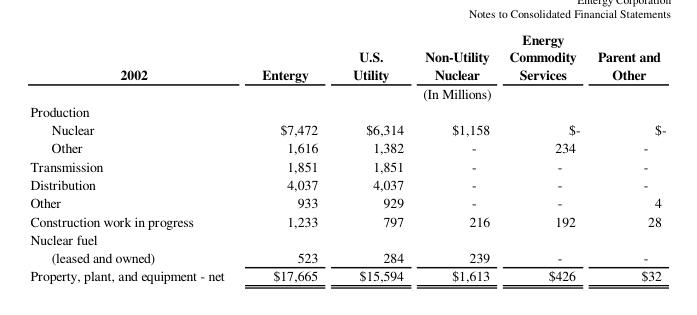 Entergy Corporation
Notes to Consolidated Financial Statements
Energy
U.S. Non-Utility Commodity Parent and
2002 Entergy Utility Nuclear Services Other
(In Millions)
Production
Nuclear $7,472 $6,314 $1,158 $- $-
Other 1,616 1,382 - 234 -
Transmission 1,851 1,851 - - -
Distribution 4,037 4,037 - - -
Other 933 929 - - 4
Construction work in progress 1,233 797 216 192 28
Nuclear fuel
(leased and owned) 523 284 239 - -
Property, plant, and equipment - net $17,665 $15,594 $1,613 $426 $32